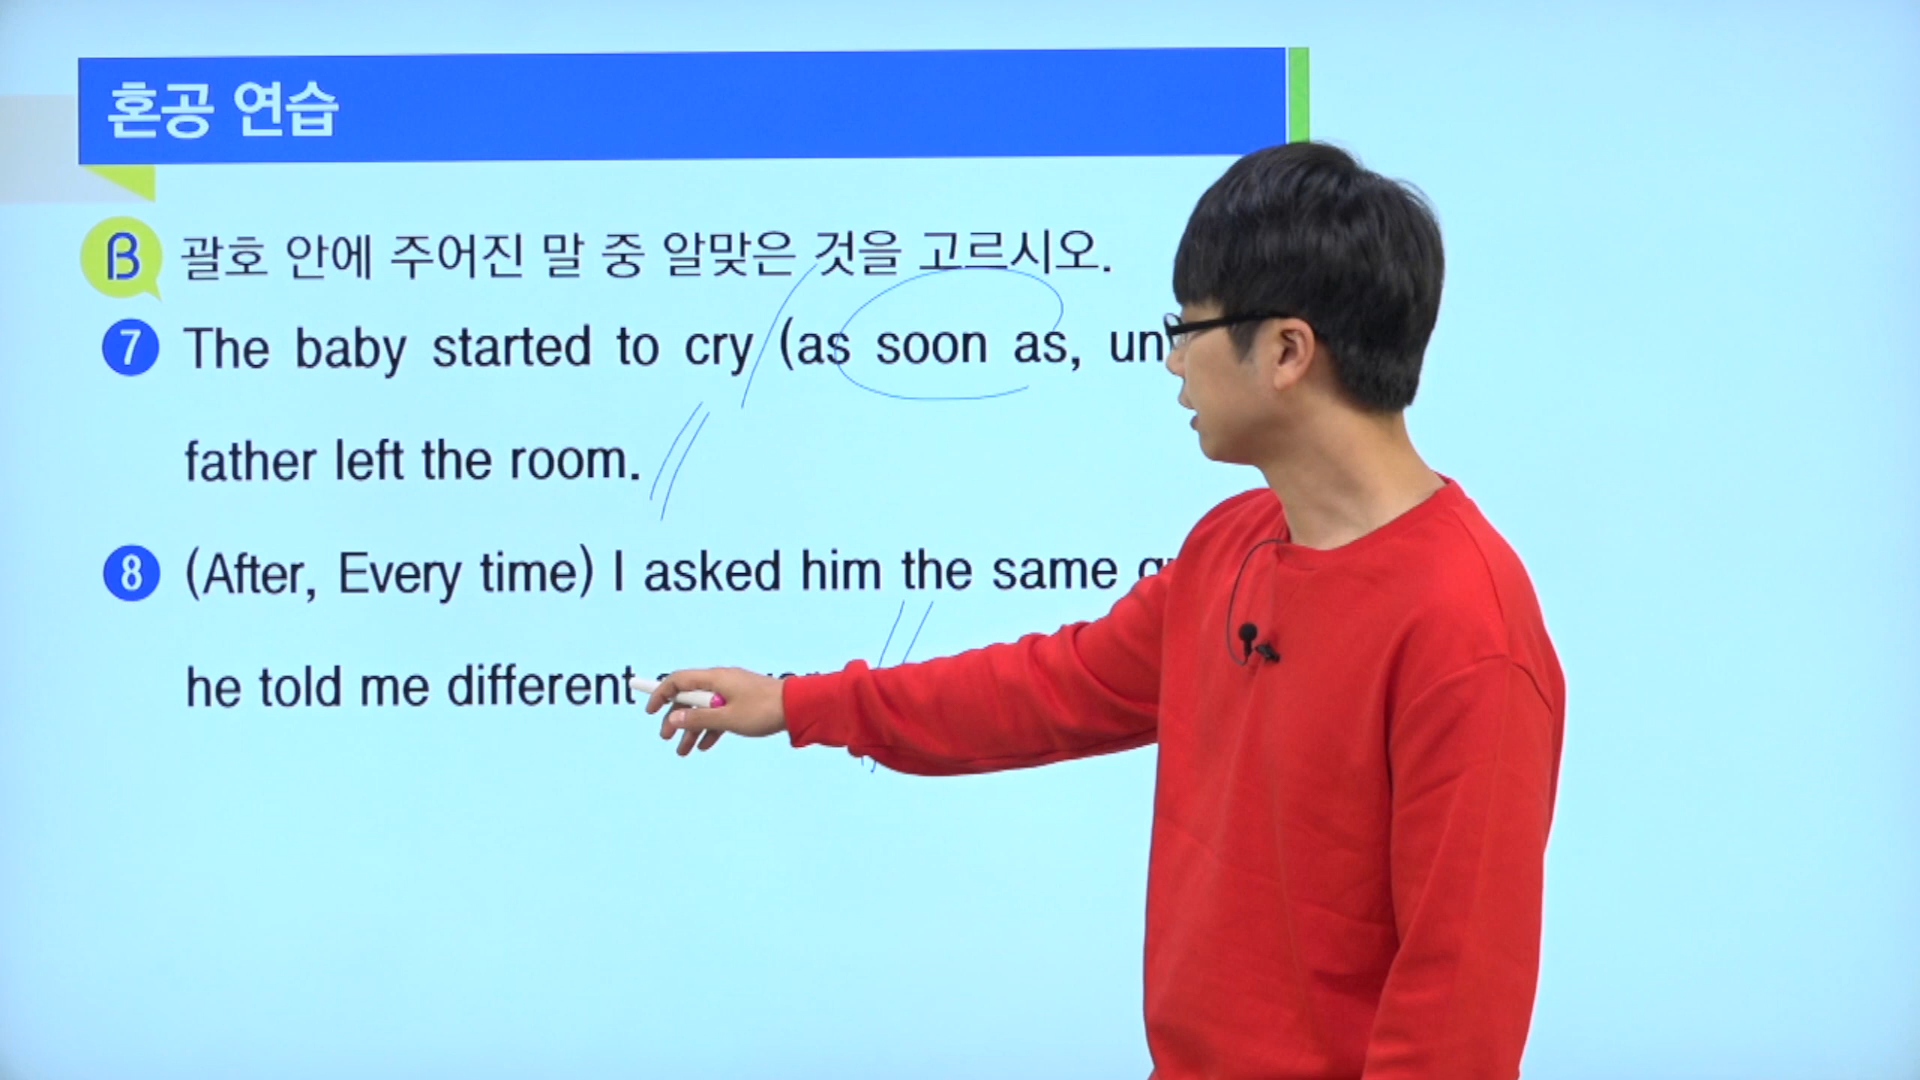 혼공 연습
B 괄호 안에 주어진 말 중 알맞은 것을 고르시오.
7 The baby started to cry (as soon as,
father left the room.
8 (After, Every time) I asked him the same
he told me different